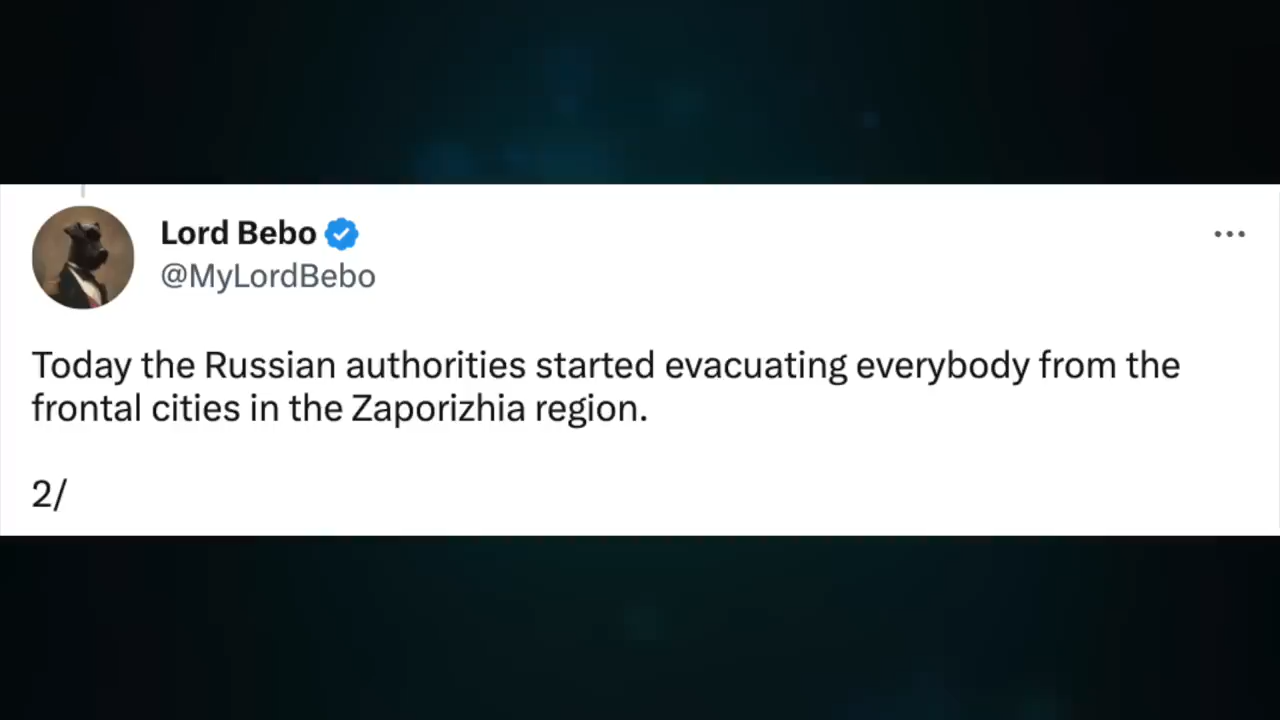 Lord Bebo
@MyLordBebo
Today the Russian authorities started evacuating everybody from the
frontal cities in the Zaporizhia region.
2/